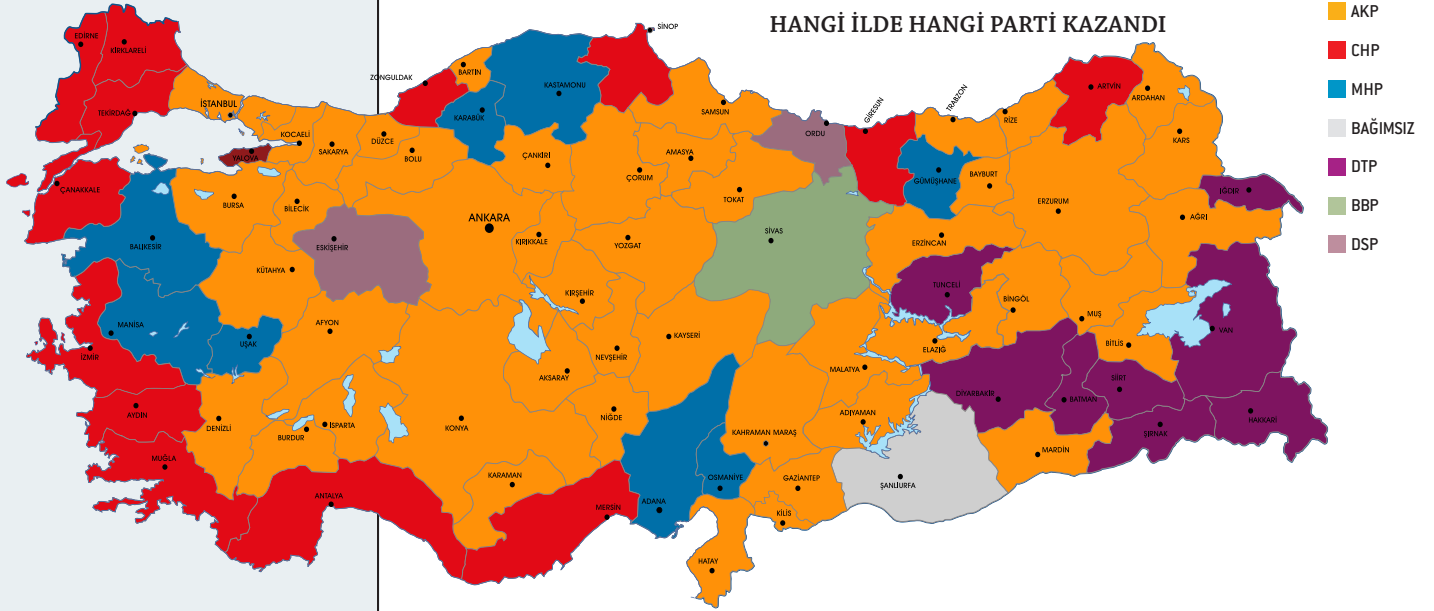 HANGİ İLDE HANGİ PARTİ KAZANDI
AKP
CHP
MHP
BAĞIMSIZ
DTP
BBP
DSP
EDİRNE
KIRKLARELİ
TEKİRDAĞ
İSTANBUL
KOCAELİ
YALOVA
SAKARYA
DÜZCE
BOLU
ZONGULDAK
BARTIN
KARABÜK
KASTAMONU
SİNOP
ÇANKIRI
ÇORUM
SAMSUN
AMASYA
TOKAT
ORDU
GİRESUN
TRABZON
RİZE
ARTVİN
ARDAHAN
KARS
GÜMÜŞHANE
BAYBURT
ERZURUM
IĞDIR
AĞRI
ÇANAKKALE
BALIKESİR
BURSA
BİLECİK
ESKİŞEHİR
KÜTAHYA
ANKARA
KIRIKKALE
YOZGAT
SİVAS
ERZİNCAN
TUNCELİ
BİNGÖL
MUŞ
BİTLİS
VAN
MANİSA
İZMİR
UŞAK
AFYON
KIRŞEHİR
NEVŞEHİR
KAYSERİ
AKSARAY
NİĞDE
MALATYA
ELAZIĞ
DİYARBAKIR
BATMAN
SİİRT
ŞIRNAK
HAKKARİ
AYDIN
DENİZLİ
BURDUR
ISPARTA
KONYA
KARAMAN
KAHRAMAN MARAŞ
ADIYAMAN
MARDİN
ŞANLIURFA
MUĞLA
ANTALYA
MERSİN
ADANA
OSMANİYE
GAZİANTEP
KİLİS
HATAY